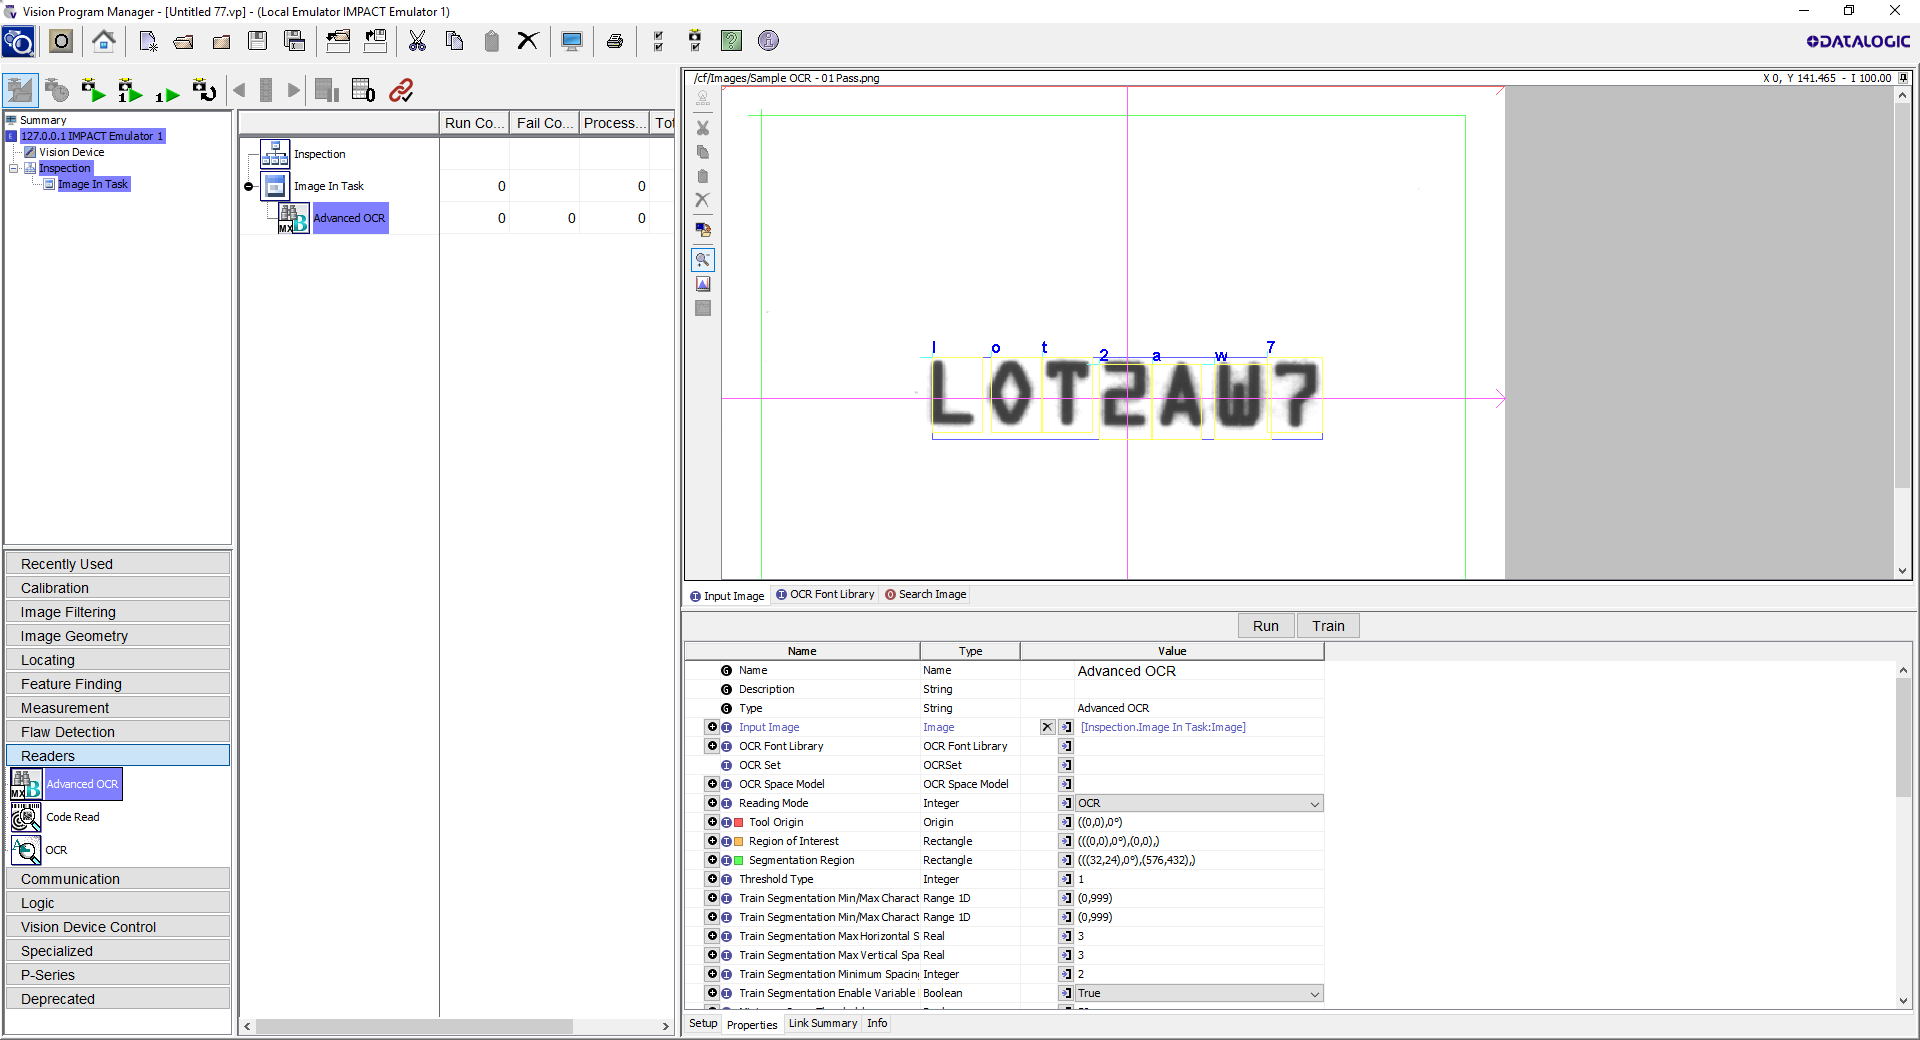 Vision Program Manager - [Untitled 77.vp] - (Local Emulator IMPACT Emulator 1)
DATALOGIC
Summary
127.0.0.1 IMPACT Emulator 1
Vision Device
Inspection
Image In Task
Run Co... Fail Co... Process... Tot
Inspection
Image In Task 0 0
Advanced OCR 0 0 0
/cf/Images/Sample OCR - 01 Pass.png X 0, Y 141.465 - I 100.00
l o t 2 a w 7
LOT2AW7
Input Image OCR Font Library Search Image
Recently Used
Calibration
Image Filtering
Image Geometry
Locating
Feature Finding
Measurement
Flaw Detection
Readers
Advanced OCR
Code Read
OCR
Communication
Logic
Vision Device Control
Specialized
P-Series
Deprecated
Run Train
Name Type Value
Name Name Advanced OCR
Description String
Type String Advanced OCR
Input Image Image [Inspection.Image In Task:Image]
OCR Font Library OCR Font Library
OCR Set OCRSet
OCR Space Model OCR Space Model
Reading Mode Integer OCR
Tool Origin Origin ((0,0),0°)
Region of Interest Rectangle (((0,0),0°),(0,0),)
Segmentation Region Rectangle (((32,24),0°),(576,432),)
Threshold Type Integer 1
Train Segmentation Min/Max Charact Range 1D (0,999)
Train Segmentation Min/Max Charact Range 1D (0,999)
Train Segmentation Max Horizontal S Real 3
Train Segmentation Max Vertical Spa Real 3
Train Segmentation Minimum Spacing Integer 2
Train Segmentation Enable Variable Boolean True
Setup Properties Link Summary Info